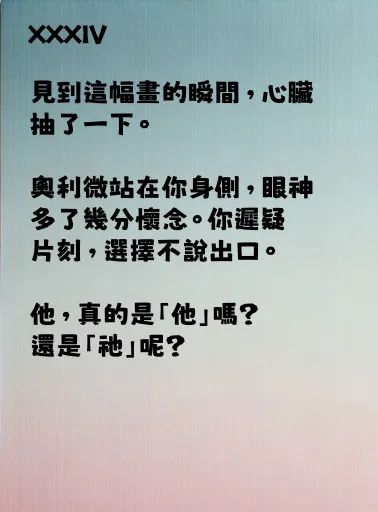 XXXIV
見到這幅畫的瞬間，心臟
抽了一下。
奧利微站在你身側，眼神
多了幾分懷念。你遲疑
片刻，選擇不說出口。
他，真的是「他」嗎？
還是「祂」呢？